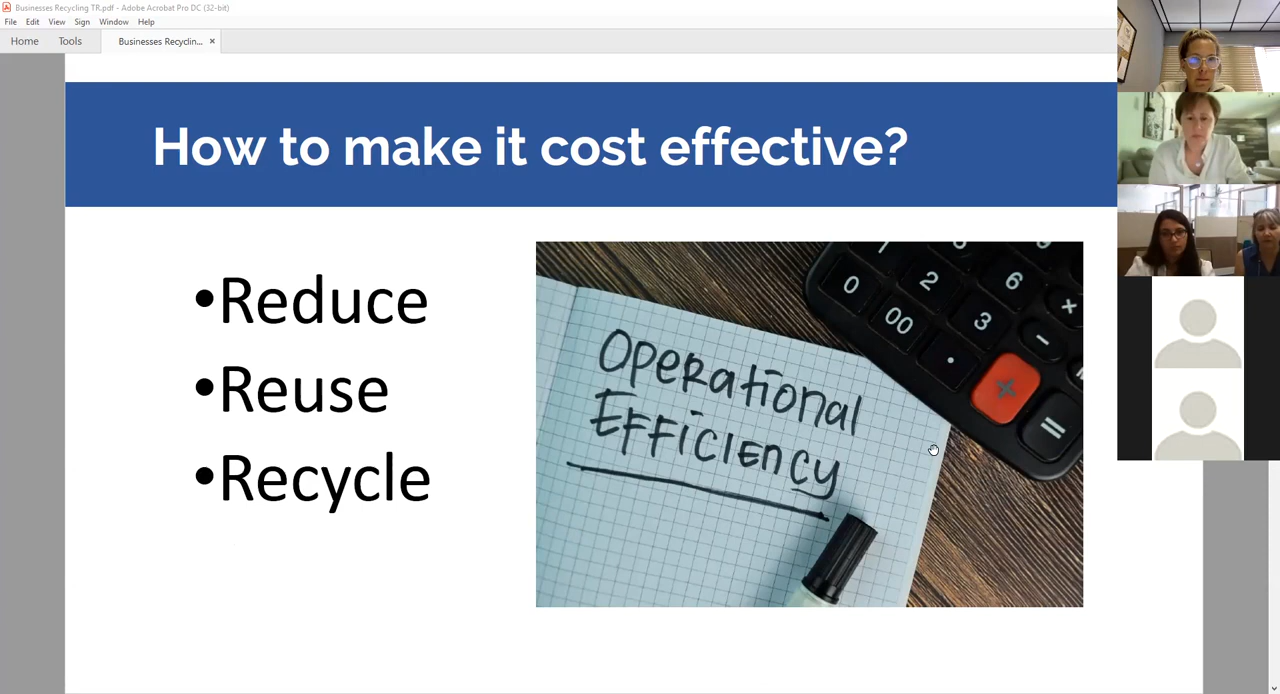 Businesses Recycling TR.pdf - Adobe Acrobat Pro DC (32-bit)
File Edit View Sign Window Help
Home Tools Businesses Recyclin... ×
How to make it cost effective?
•Reduce
•Reuse
•Recycle
Operational
Efficiency
0 2 6 ×
00 3 -
. + =